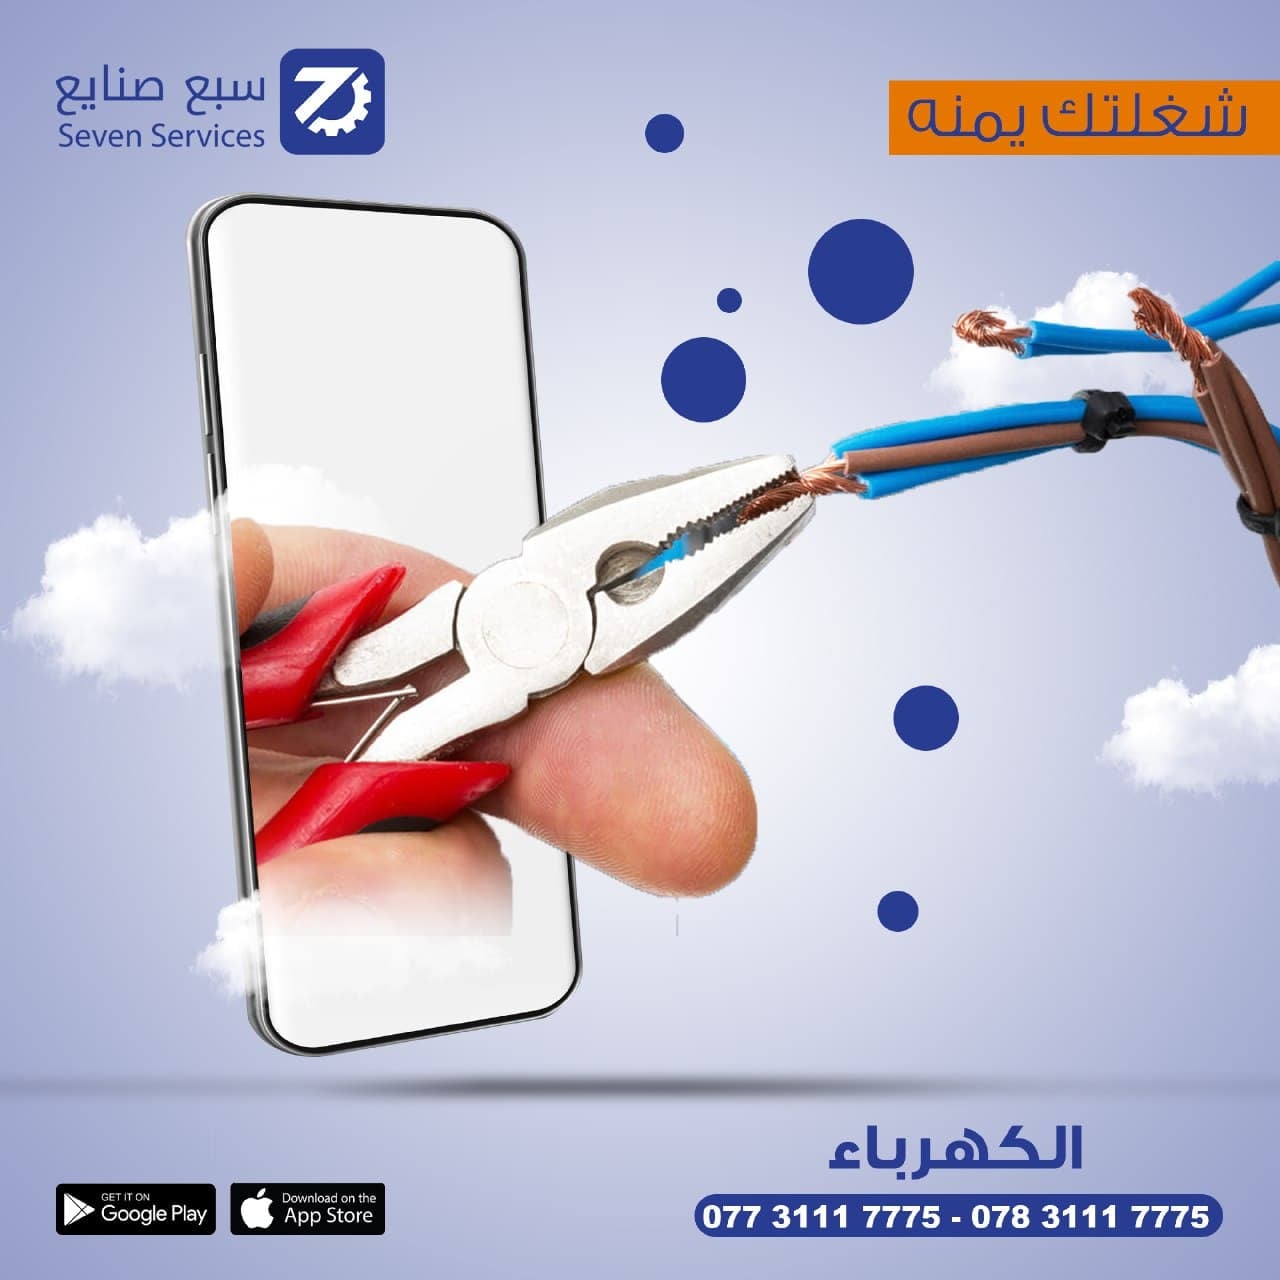 سبع صنايع
Seven Services
شغلتك يمنه
الكهرباء
077 3111 7775 - 078 3111 7775
GET IT ON
Google Play
Download on the
App Store